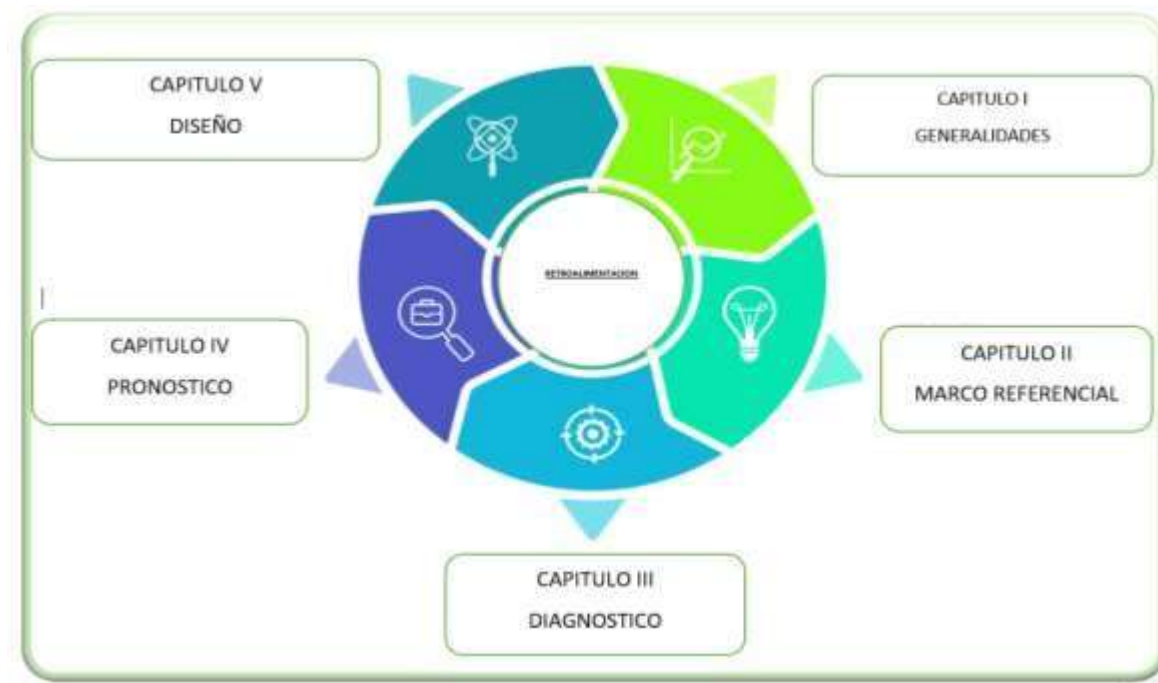 CAPITULO V
DISEÑO
CAPITULO I
GENERALIDADES
RETROALIMENTACION
CAPITULO IV
PRONOSTICO
CAPITULO II
MARCO REFERENCIAL
CAPITULO III
DIAGNOSTICO